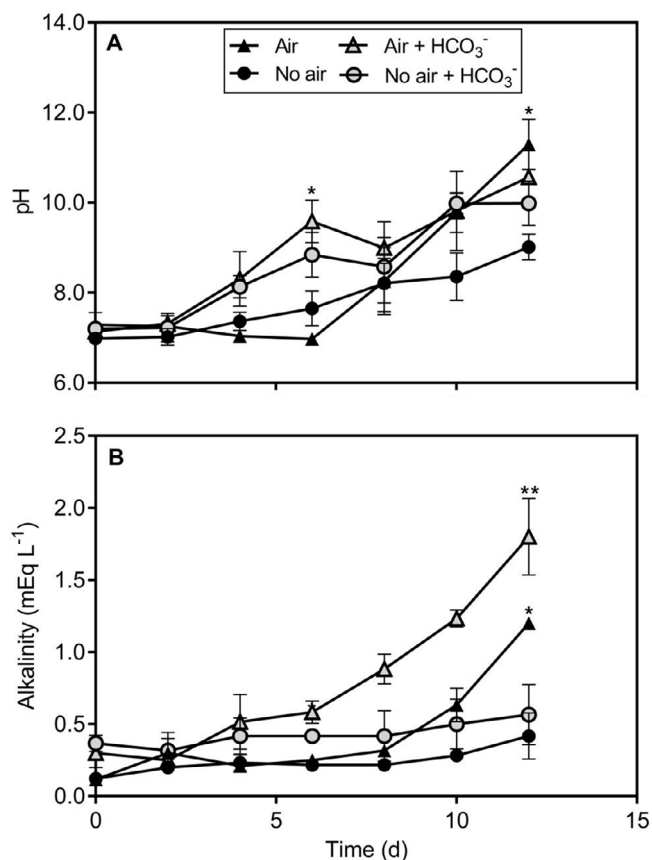 A
Air
Air + HCO₃⁻
No air
No air + HCO₃⁻
14.0
12.0
10.0
8.0
6.0
pH
*
*
B
2.5
2.0
1.5
1.0
0.5
0.0
Alkalinity (mEq L⁻¹)
**
*
0
5
10
15
Time (d)